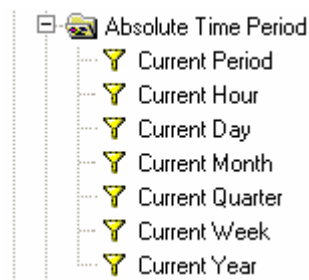 Absolute Time Period
Current Period
Current Hour
Current Day
Current Month
Current Quarter
Current Week
Current Year